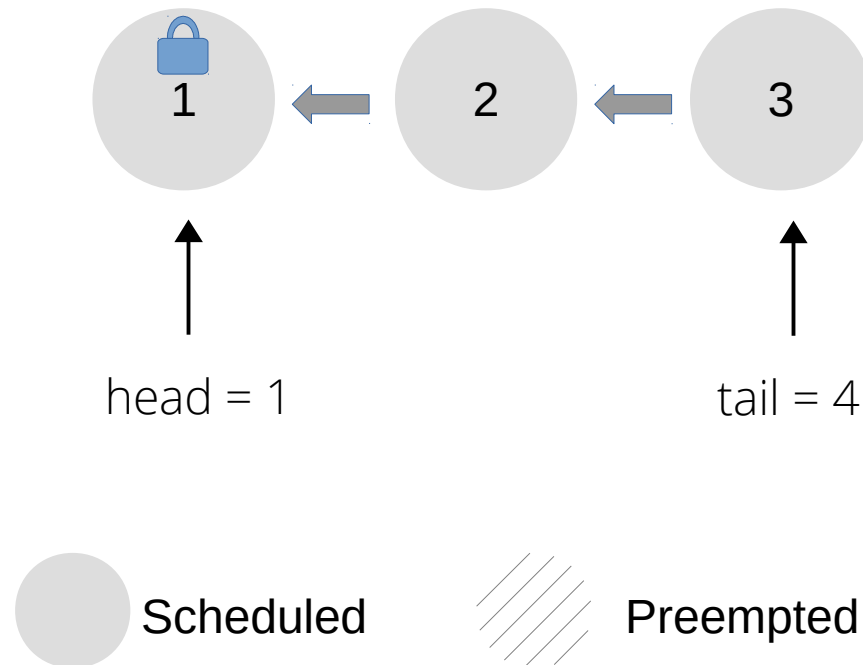 1 2 3
head = 1 tail = 4
Scheduled Preempted